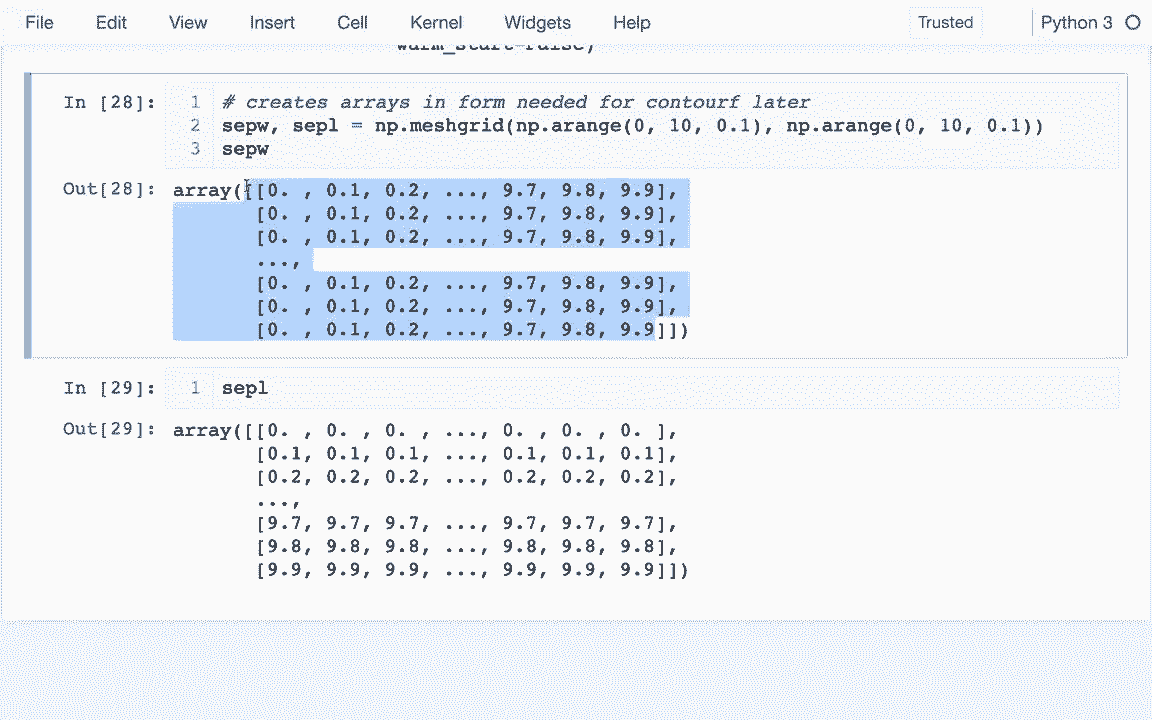 File Edit View Insert Cell Kernel Widgets Help Trusted Python 3
In [28]: 1 # creates arrays in form needed for contourf later
2 sepw, sepl = np.meshgrid(np.arange(0, 10, 0.1), np.arange(0, 10, 0.1))
3 sepw
Out[28]: array([[0. , 0.1, 0.2, ..., 9.7, 9.8, 9.9],
[0. , 0.1, 0.2, ..., 9.7, 9.8, 9.9],
[0. , 0.1, 0.2, ..., 9.7, 9.8, 9.9],
...,
[0. , 0.1, 0.2, ..., 9.7, 9.8, 9.9],
[0. , 0.1, 0.2, ..., 9.7, 9.8, 9.9],
[0. , 0.1, 0.2, ..., 9.7, 9.8, 9.9]])
In [29]: 1 sepl
Out[29]: array([[0. , 0. , 0. , ..., 0. , 0. , 0. ],
[0.1, 0.1, 0.1, ..., 0.1, 0.1, 0.1],
[0.2, 0.2, 0.2, ..., 0.2, 0.2, 0.2],
...,
[9.7, 9.7, 9.7, ..., 9.7, 9.7, 9.7],
[9.8, 9.8, 9.8, ..., 9.8, 9.8, 9.8],
[9.9, 9.9, 9.9, ..., 9.9, 9.9, 9.9]])